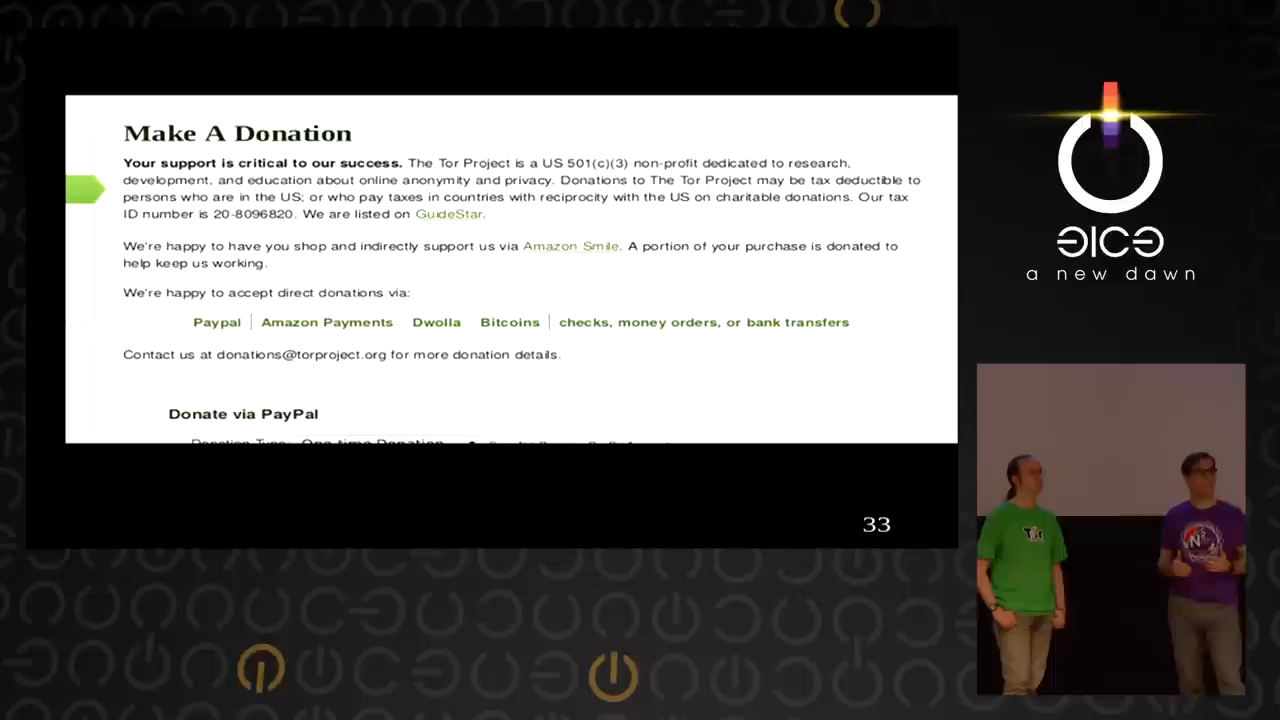 Make A Donation
Your support is critical to our success. The Tor Project is a US 501(c)(3) non-profit dedicated to research,
development, and education about online anonymity and privacy. Donations to The Tor Project may be tax deductible to
persons who are in the US; or who pay taxes in countries with reciprocity with the US on charitable donations. Our tax
ID number is 20-8096820. We are listed on GuideStar.
We're happy to have you shop and indirectly support us via Amazon Smile. A portion of your purchase is donated to
help keep us working.
We're happy to accept direct donations via:
Paypal Amazon Payments Dwolla Bitcoins checks, money orders, or bank transfers
Contact us at donations@torproject.org for more donation details.
Donate via PayPal
33
a new dawn
Tor
N